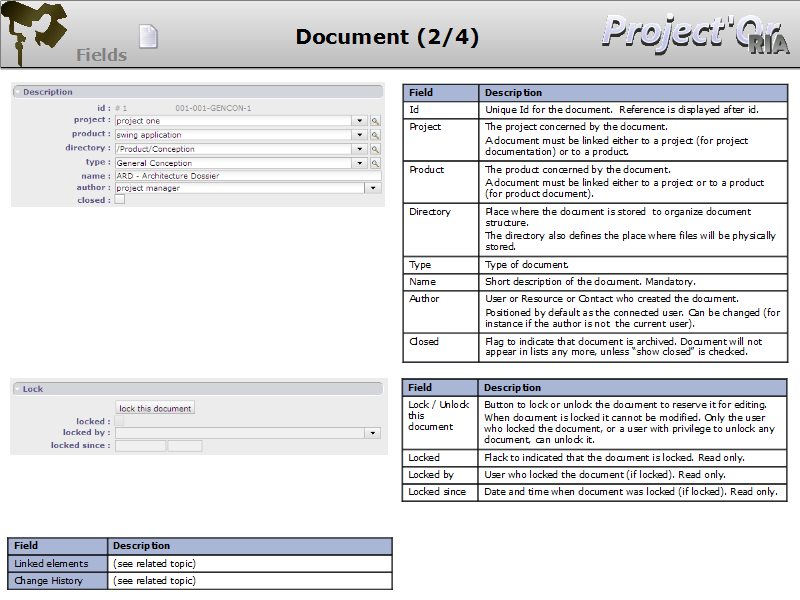 Fields
Document (2/4)
Project'Or
RIA
Description
id : # 1 001-001-GENCON-1
project : project one
product : swing application
directory : /Product/Conception
type : General Conception
name : ARD - Architecture Dossier
author : project manager
closed :
Field Description
Id Unique Id for the document. Reference is displayed after id.
Project The project concerned by the document.
A document must be linked either to a project (for project
documentation) or to a product.
Product The product concerned by the document.
A document must be linked either to a project or to a product
(for product document).
Directory Place where the document is stored to organize document
structure.
The directory also defines the place where files will be physically
stored.
Type Type of document.
Name Short description of the document. Mandatory.
Author User or Resource or Contact who created the document.
Positioned by default as the connected user. Can be changed (for
instance if the author is not the current user).
Closed Flag to indicate that document is archived. Document will not
appear in lists any more, unless “show closed” is checked.
Lock
lock this document
locked :
locked by :
locked since :
Field Description
Lock / Unlock Button to lock or unlock the document to reserve it for editing.
this When document is locked it cannot be modified. Only the user
document who locked the document, or a user with privilege to unlock any
document, can unlock it.
Locked Flack to indicated that the document is locked. Read only.
Locked by User who locked the document (if locked). Read only.
Locked since Date and time when document was locked (if locked). Read only.
Field Description
Linked elements (see related topic)
Change History (see related topic)